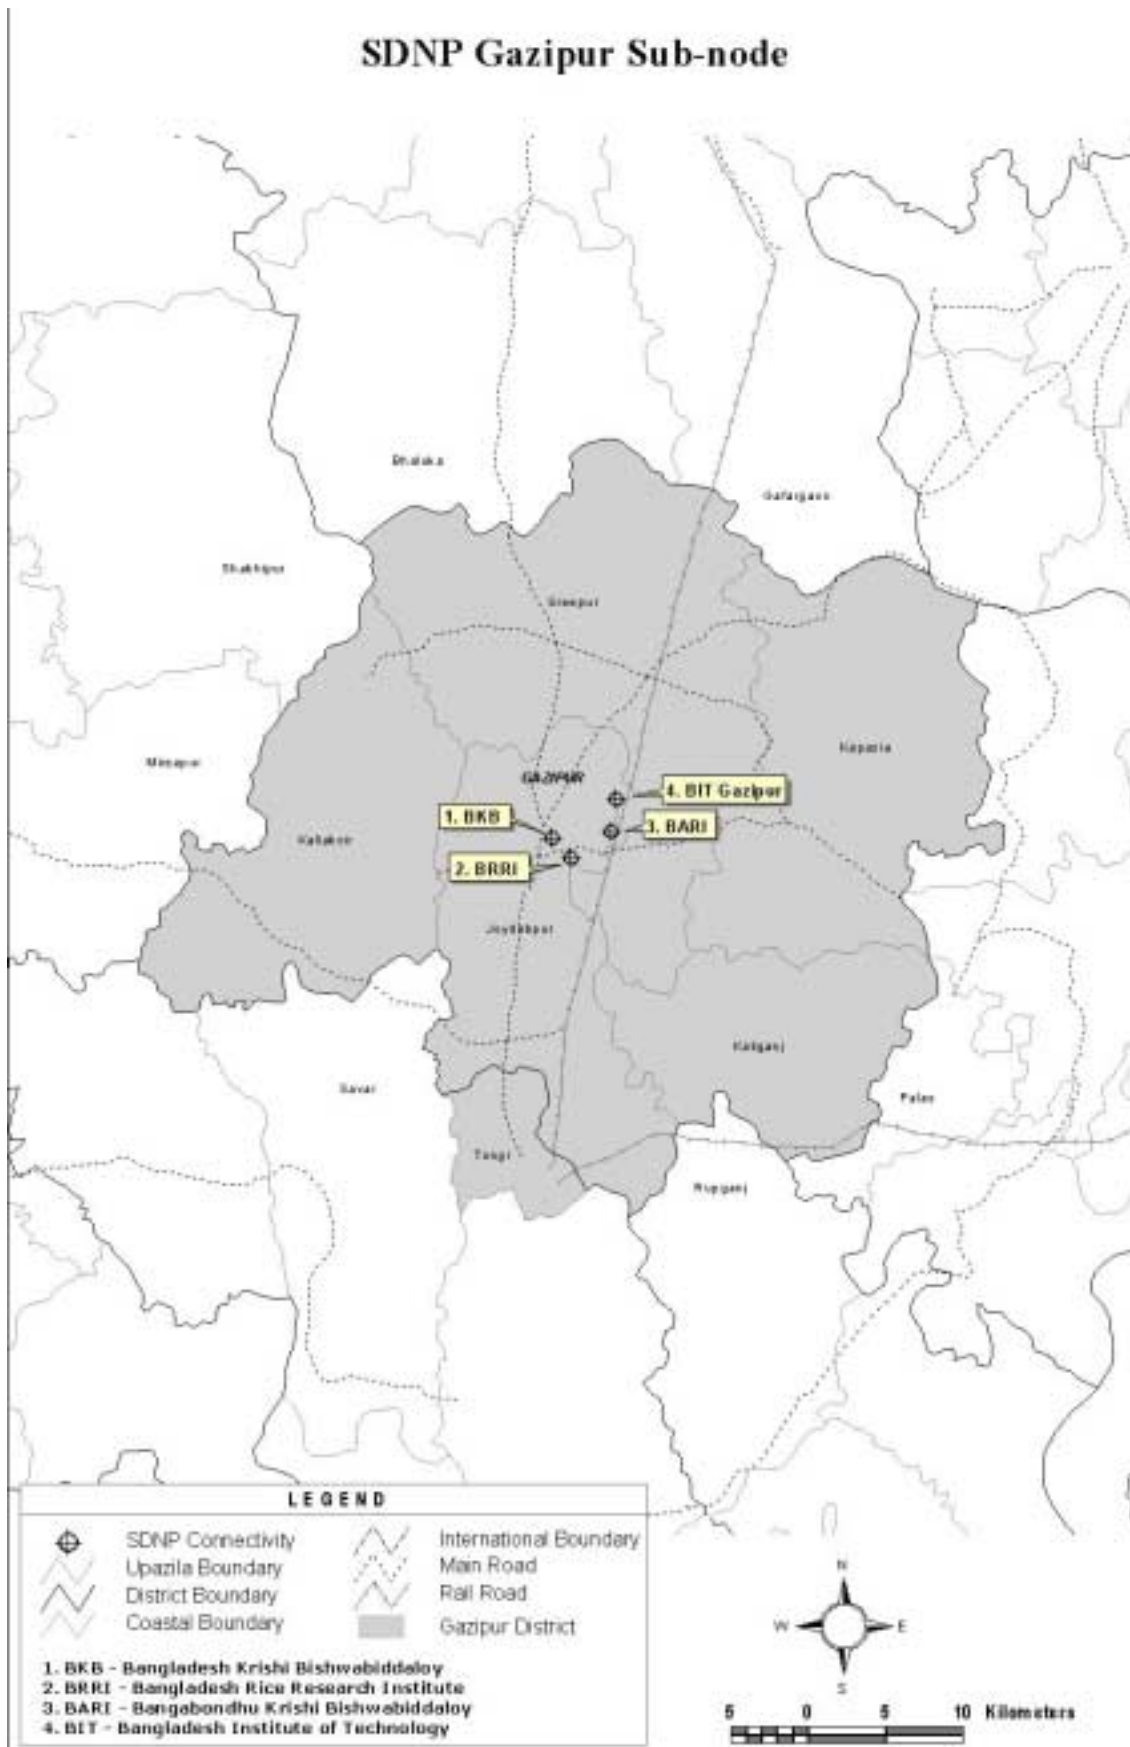 SDNP Gazipur Sub-node
Bhaluka
Gafargaon
Shakhipur
Sreepur
Mirzapur
Kapasia
GAZIPUR
4. BIT Gazipur
1. BKB
3. BARI
Kaliakoir
2. BRRI
Joydebpur
Kaliganj
Savar
Palas
Tongi
Rupganj
LEGEND
SDNP Connectivity
Upazila Boundary
District Boundary
Coastal Boundary
International Boundary
Main Road
Rail Road
Gazipur District
1. BKB - Bangladesh Krishi Bishwabiddaloy
2. BRRI - Bangladesh Rice Research Institute
3. BARI - Bangabondhu Krishi Bishwabiddaloy
4. BIT - Bangladesh Institute of Technology
N
W E
S
5 0 5 10 Kilometers